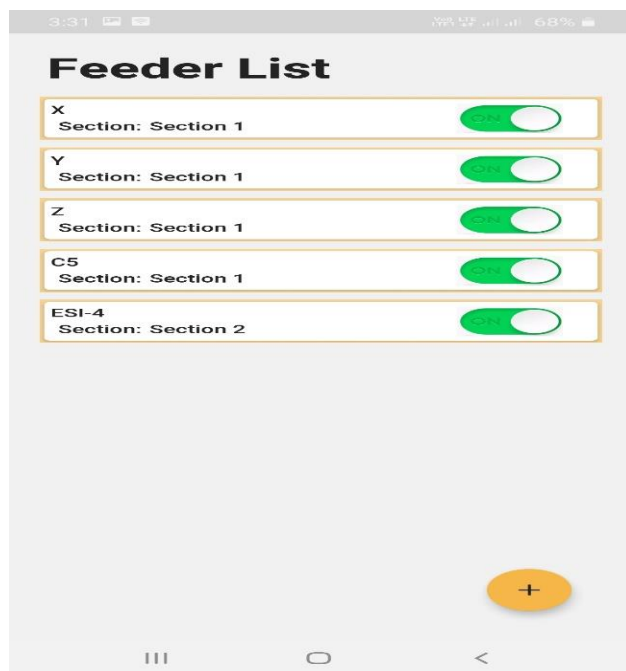 3:31 68%
Feeder List
X
Section: Section 1
ON
Y
Section: Section 1
ON
Z
Section: Section 1
ON
C5
Section: Section 1
ON
ESI-4
Section: Section 2
ON
+